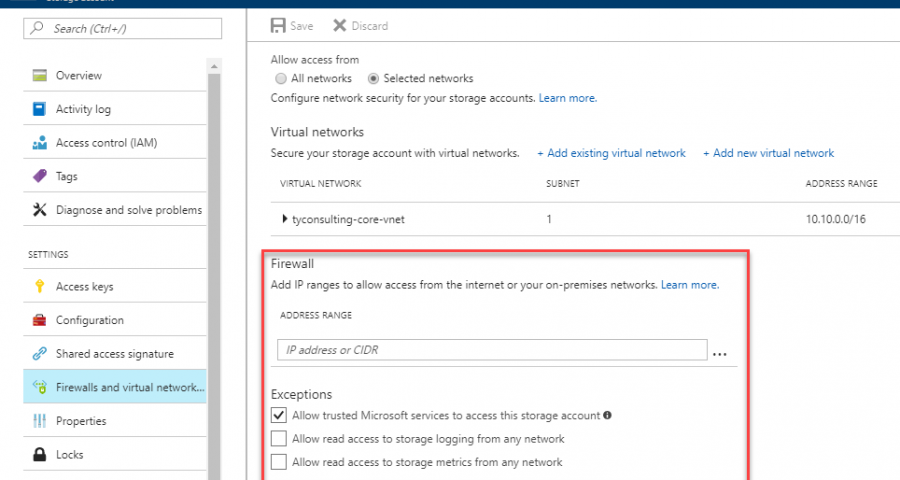 Storage account
Search (Ctrl+/)
Overview
Activity log
Access control (IAM)
Tags
Diagnose and solve problems
SETTINGS
Access keys
Configuration
Shared access signature
Firewalls and virtual network...
Properties
Locks
Save Discard
Allow access from
All networks Selected networks
Configure network security for your storage accounts. Learn more.
Virtual networks
Secure your storage account with virtual networks. + Add existing virtual network + Add new virtual network
VIRTUAL NETWORK SUBNET ADDRESS RANGE
tyconsulting-core-vnet 1 10.10.0.0/16
Firewall
Add IP ranges to allow access from the internet or your on-premises networks. Learn more.
ADDRESS RANGE
IP address or CIDR ...
Exceptions
Allow trusted Microsoft services to access this storage account
Allow read access to storage logging from any network
Allow read access to storage metrics from any network